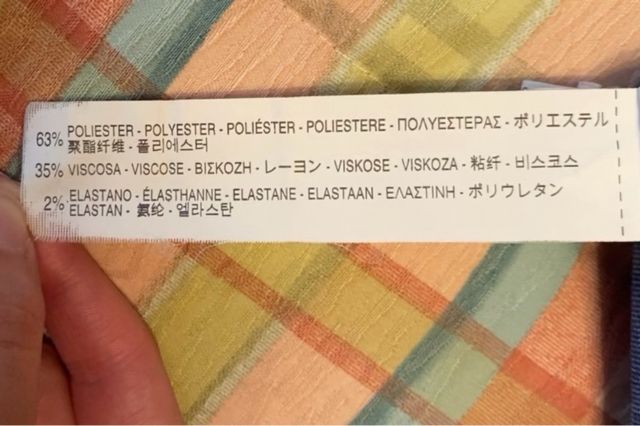 63% POLIESTER - POLYESTER - POLIÉSTER - POLIESTERE - ΠΟΛΥΕΣΤΕΡΑΣ - ポリエステル
聚酯纤维 - 폴리에스터
35% VISCOSA - VISCOSE - ΒΙΣΚΟΖΗ - レーヨン - VISKOSE - VISKOZA - 粘纤 - 비스코스
2% ELASTANO - ÉLASTHANNE - ELASTANE - ELASTAAN - ΕΛΑΣΤΙΝΗ - ポリウレタン
ELASTAN - 氨纶 - 엘라스탄